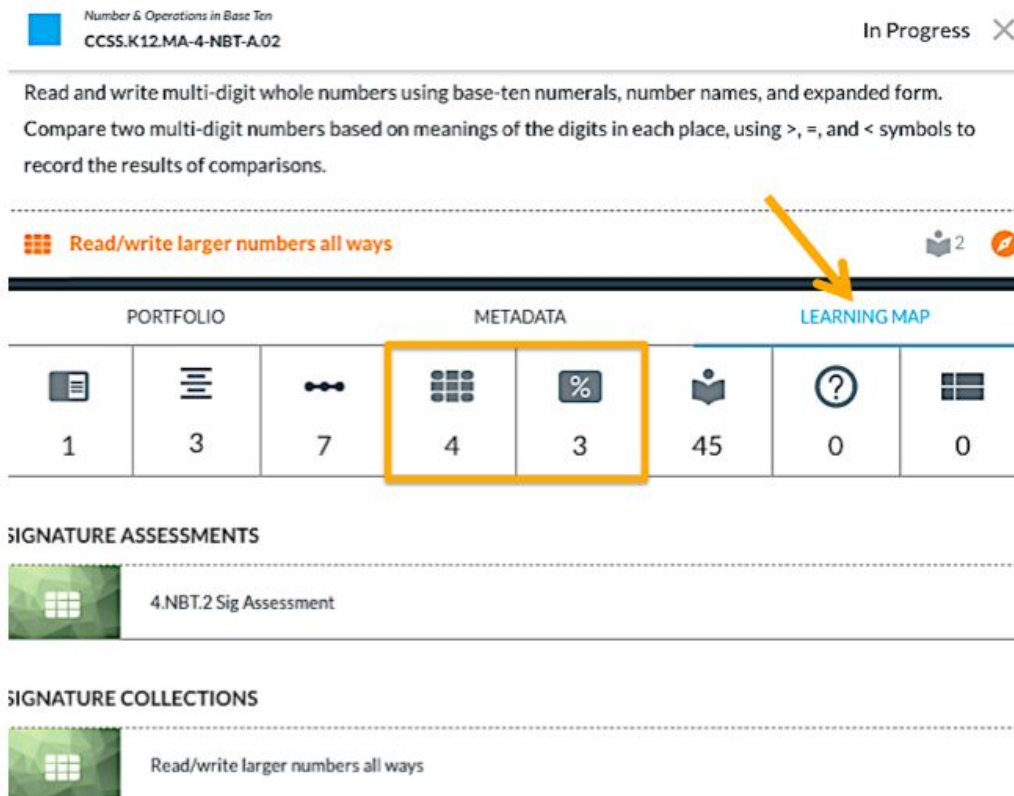 Number & Operations in Base Ten
CCSS.K12.MA-4-NBT-A.02
In Progress
Read and write multi-digit whole numbers using base-ten numerals, number names, and expanded form.
Compare two multi-digit numbers based on meanings of the digits in each place, using >, =, and < symbols to
record the results of comparisons.
Read/write larger numbers all ways
2
PORTFOLIO METADATA LEARNING MAP
%
?
1 3 7 4 3 45 0 0
SIGNATURE ASSESSMENTS
4.NBT.2 Sig Assessment
SIGNATURE COLLECTIONS
Read/write larger numbers all ways